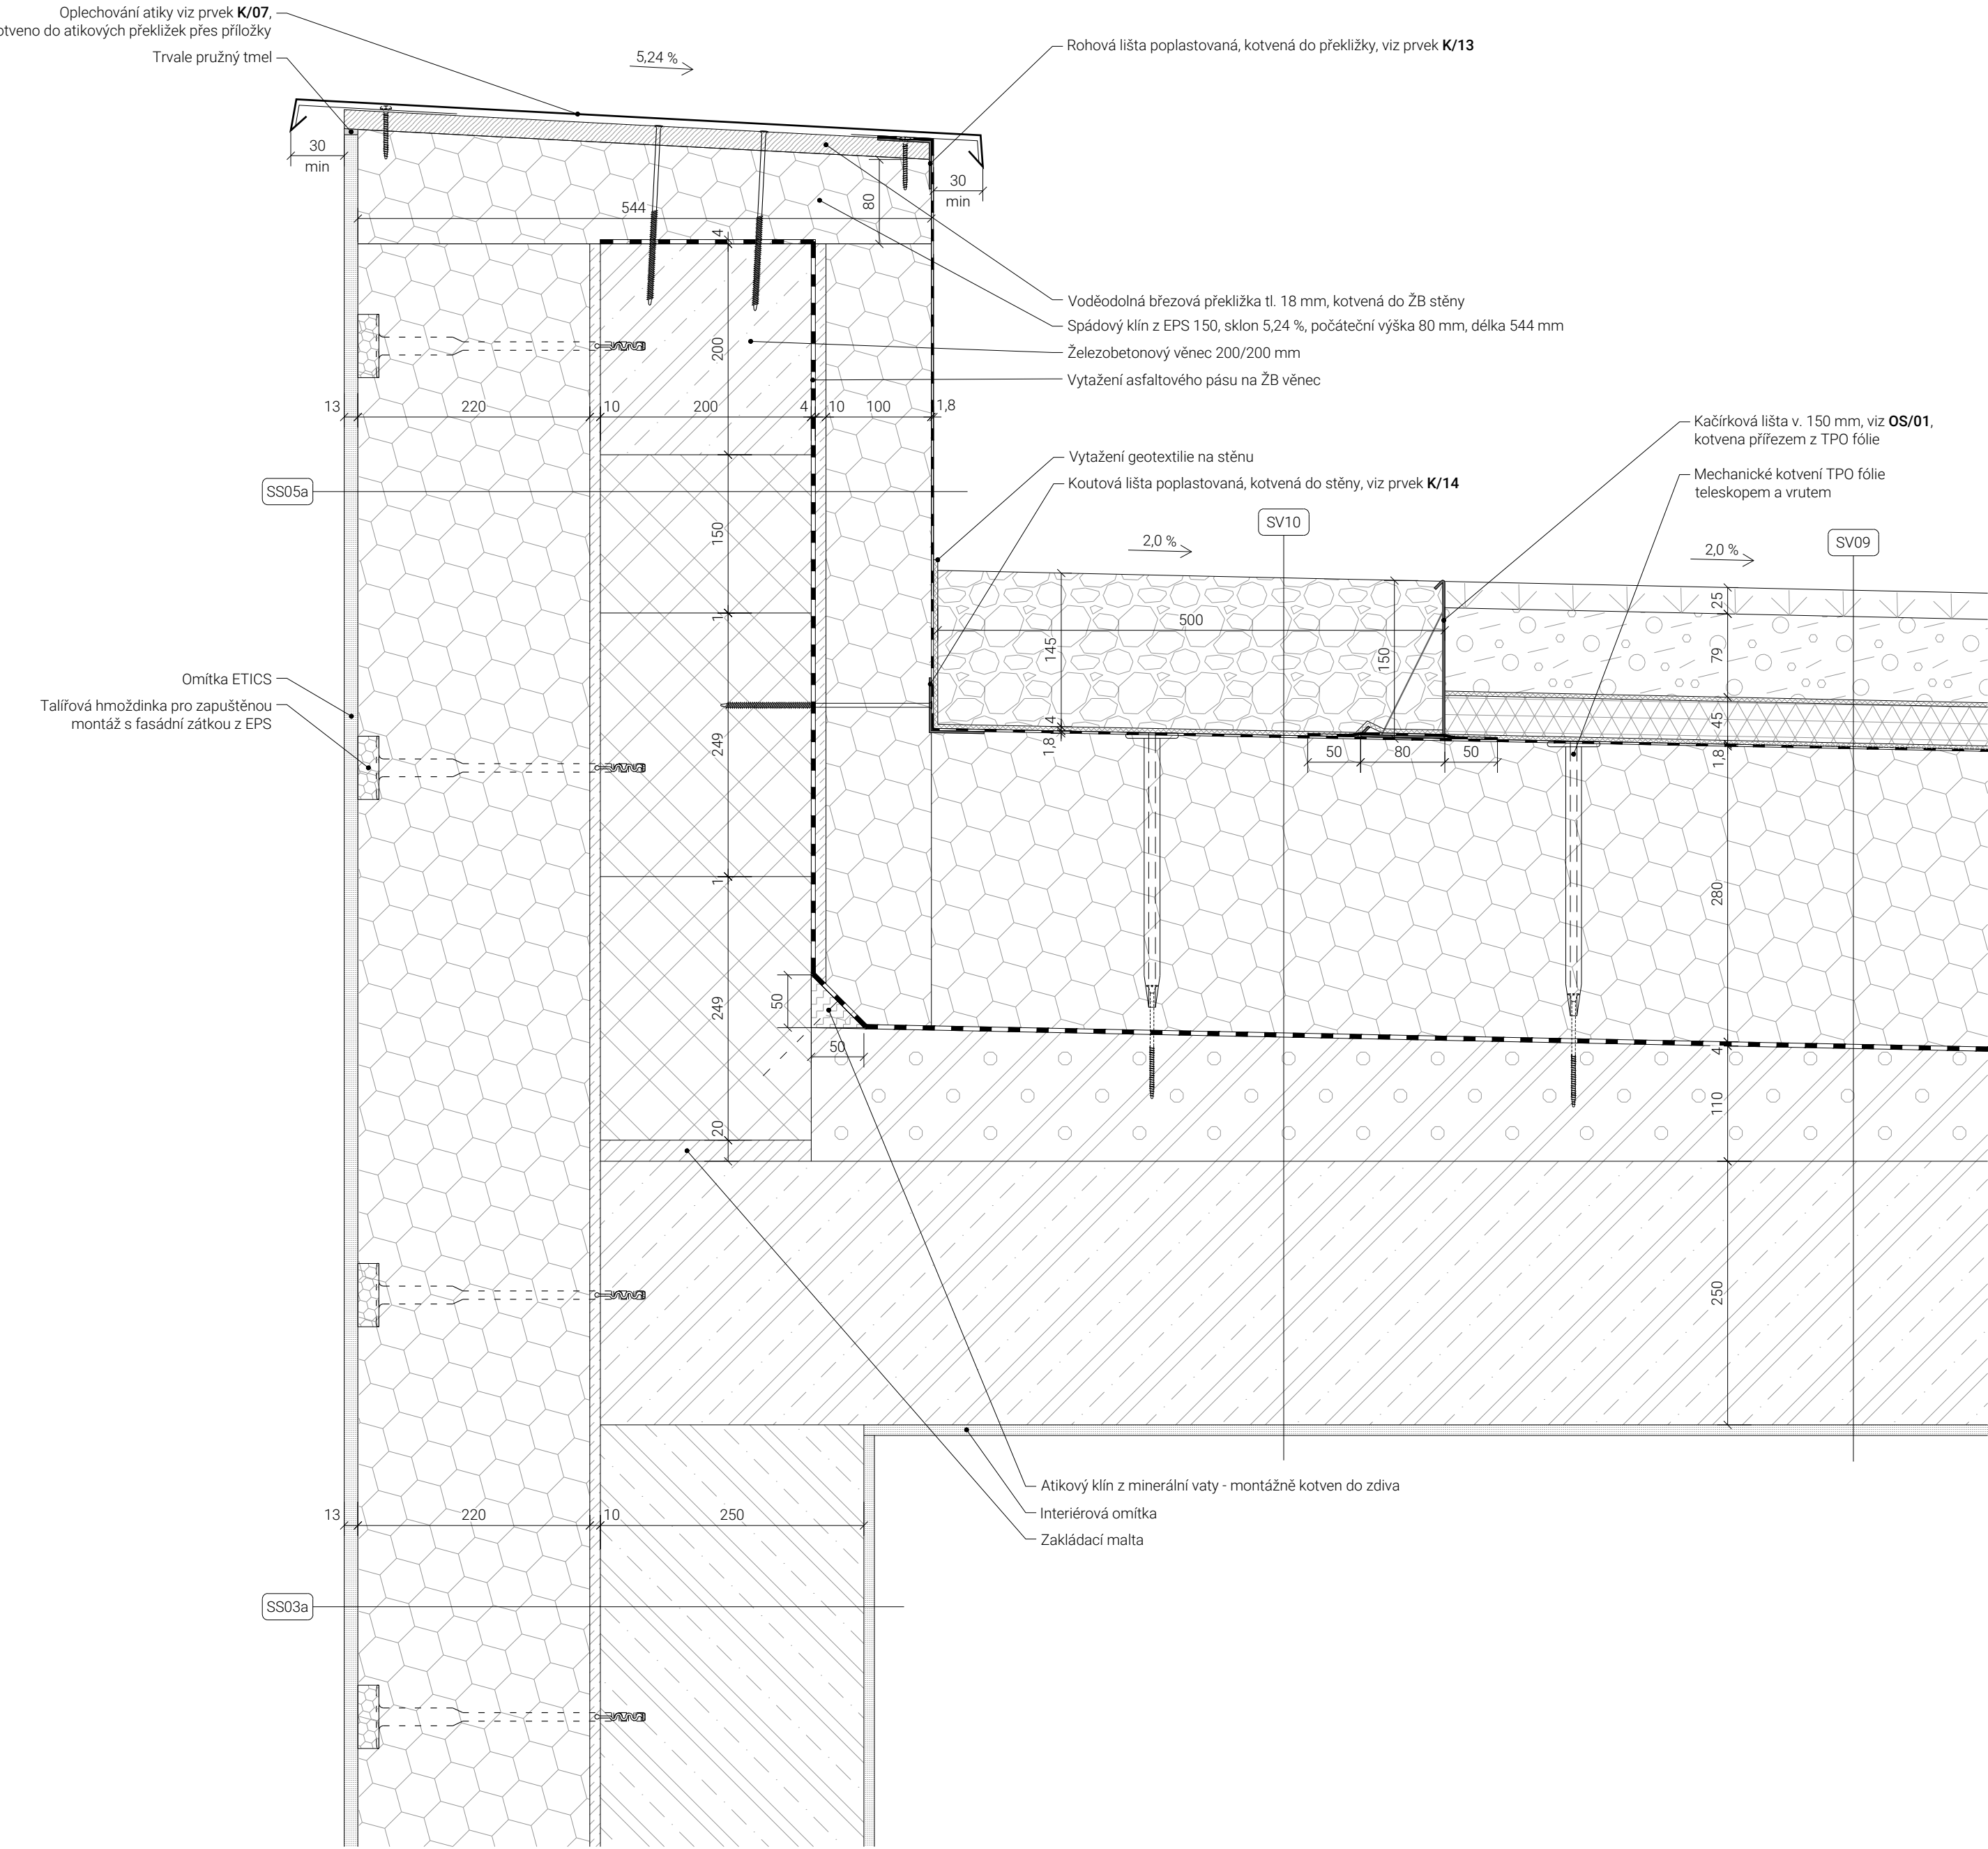 Oplechování atiky viz prvek K/07,
přes příložky
kotveno do atikových překližek přes příložky
Trvale pružný tmel
5,24 %
Rohová lišta poplastovaná, kotvená do překližky, viz prvek K/13
30
min
544
80
30
min
4
Voděodolná březová překližka tl. 18 mm, kotvená do ŽB stěny
Spádový klín z EPS 150, sklon 5,24 %, počáteční výška 80 mm, délka 544 mm
Železobetonový věnec 200/200 mm
Vytažení asfaltového pásu na ŽB věnec
200
13
220
10
200
4
10
100
1,8
Kačírková lišta v. 150 mm, viz OS/01,
kotvena přířezem z TPO fólie
Vytažení geotextilie na stěnu
Koutová lišta poplastovaná, kotvená do stěny, viz prvek K/14
Mechanické kotvení TPO fólie
teleskopem a vrutem
SS05a
SV10
SV09
150
2,0 %
2,0 %
25
1
500
145
150
79
Omítka ETICS
Talířová hmoždinka pro zapuštěnou
montáž s fasádní zátkou z EPS
249
4
1,8
45
50
80
50
1,8
1
280
50
249
50
4
110
20
250
Atikový klín z minerální vaty - montážně kotven do zdiva
Interiérová omítka
Zakládací malta
13
220
10
250
SS03a